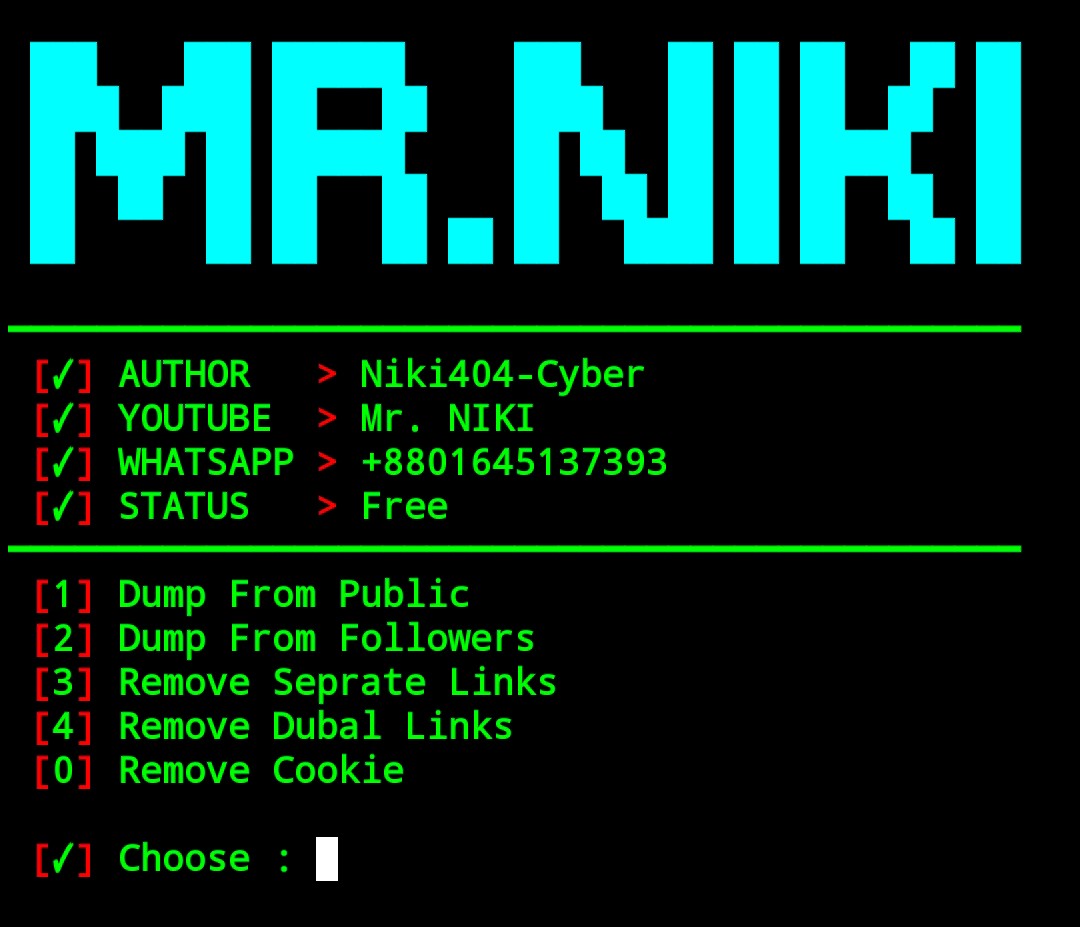 MR.NIKI
[✓] AUTHOR > Niki404-Cyber
[✓] YOUTUBE > Mr. NIKI
[✓] WHATSAPP > +8801645137393
[✓] STATUS > Free
[1] Dump From Public
[2] Dump From Followers
[3] Remove Seprate Links
[4] Remove Dubal Links
[0] Remove Cookie
[✓] Choose :